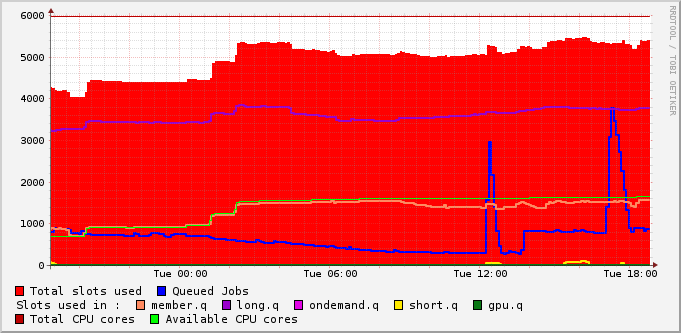 6000
5000
4000
3000
2000
1000
0
Tue 00:00 Tue 06:00 Tue 12:00 Tue 18:00
RRDTOOL / TOBI OETIKER
Total slots used Queued Jobs
Slots used in : member.q long.q ondemand.q short.q gpu.q
Total CPU cores Available CPU cores